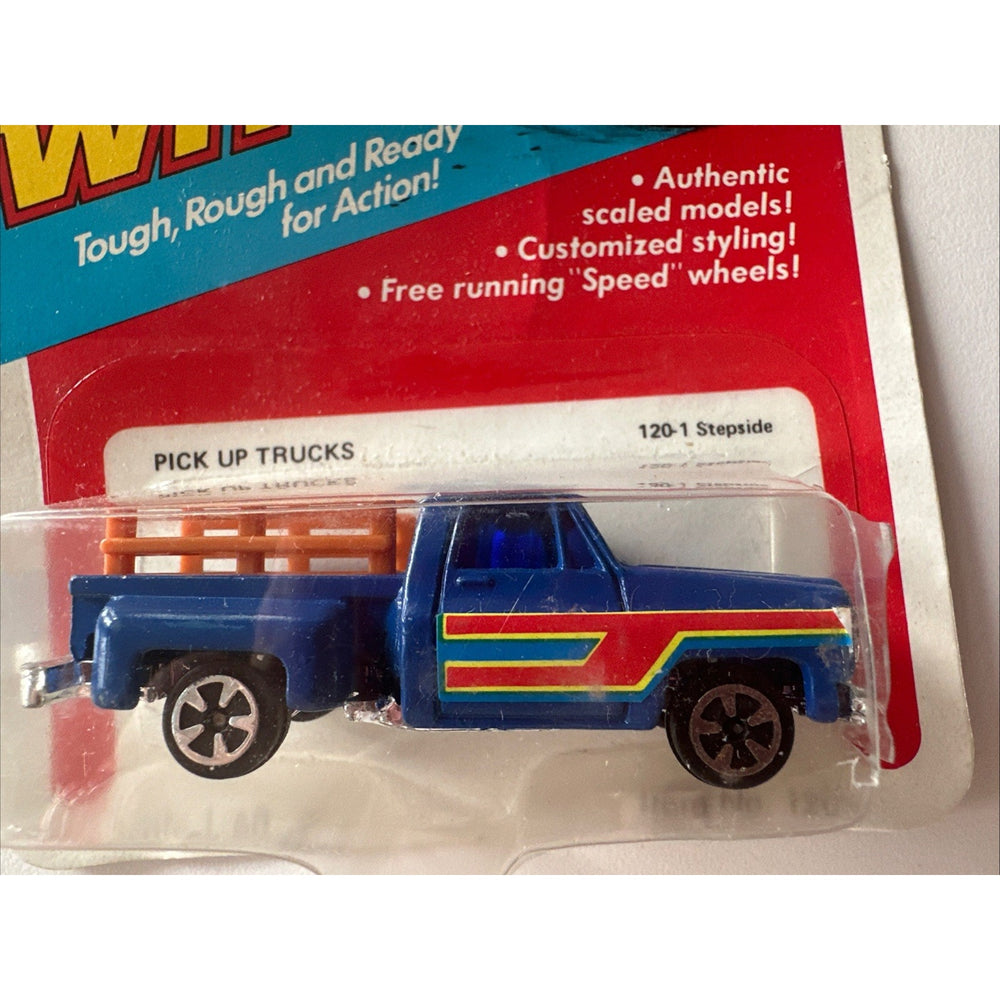 Tough, Rough and Ready
for Action!
• Authentic
scaled models!
• Customized styling!
• Free running "Speed" wheels!
PICK UP TRUCKS
120-1 Stepside